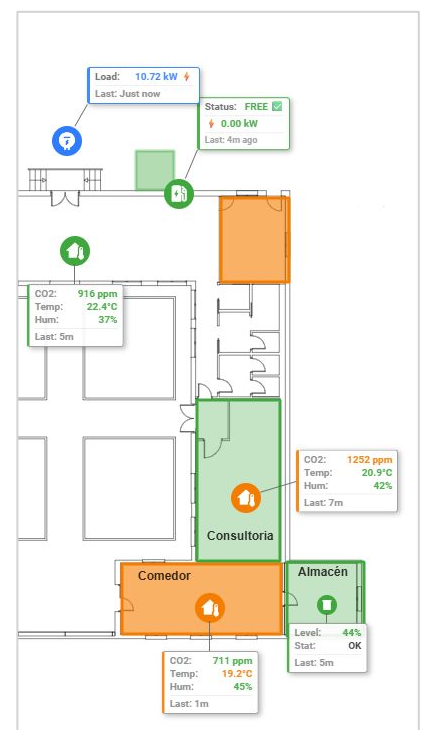 Load: 10.72 kW
Last: Just now
Status: FREE ✅
0.00 kW
Last: 4m ago
CO2: 916 ppm
Temp: 22.4°C
Hum: 37%
Last: 5m
CO2: 1252 ppm
Temp: 20.9°C
Hum: 42%
Last: 7m
Consultoria
Comedor
Almacén
Level: 44%
Stat: OK
Last: 5m
CO2: 711 ppm
Temp: 19.2°C
Hum: 45%
Last: 1m